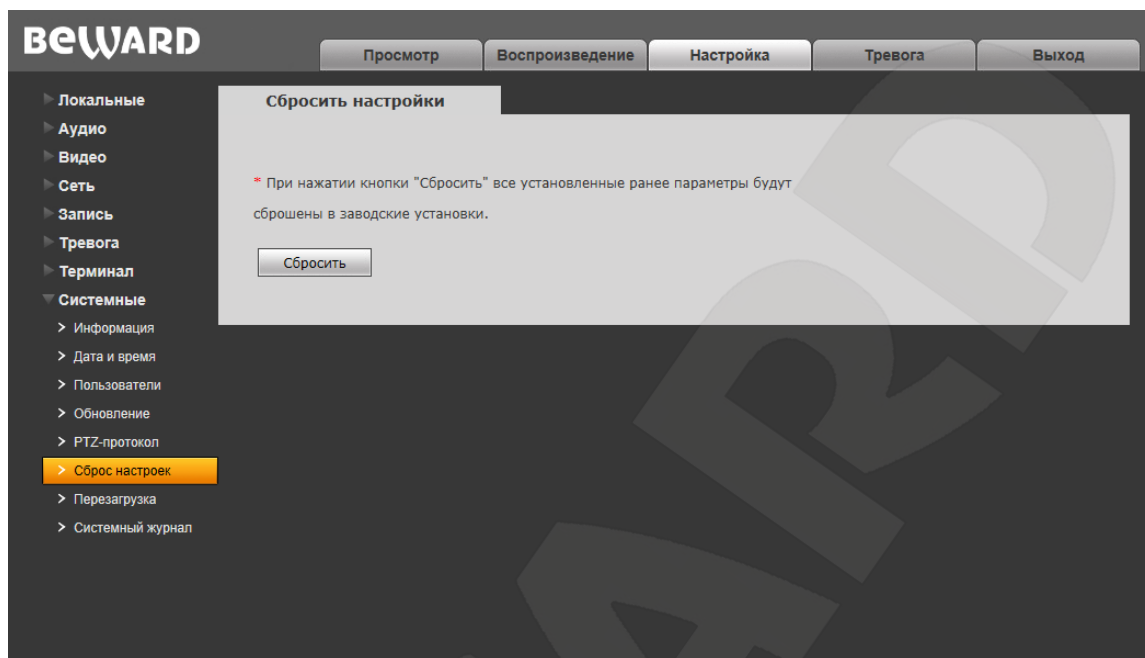 BEWARD
Просмотр
Воспроизведение
Настройка
Тревога
Выход
Локальные
Аудио
Видео
Сеть
Запись
Тревога
Терминал
Системные
Информация
Дата и время
Пользователи
Обновление
PTZ-протокол
Сброс настроек
Перезагрузка
Системный журнал
Сбросить настройки
* При нажатии кнопки "Сбросить" все установленные ранее параметры будут
сброшены в заводские установки.
Сбросить